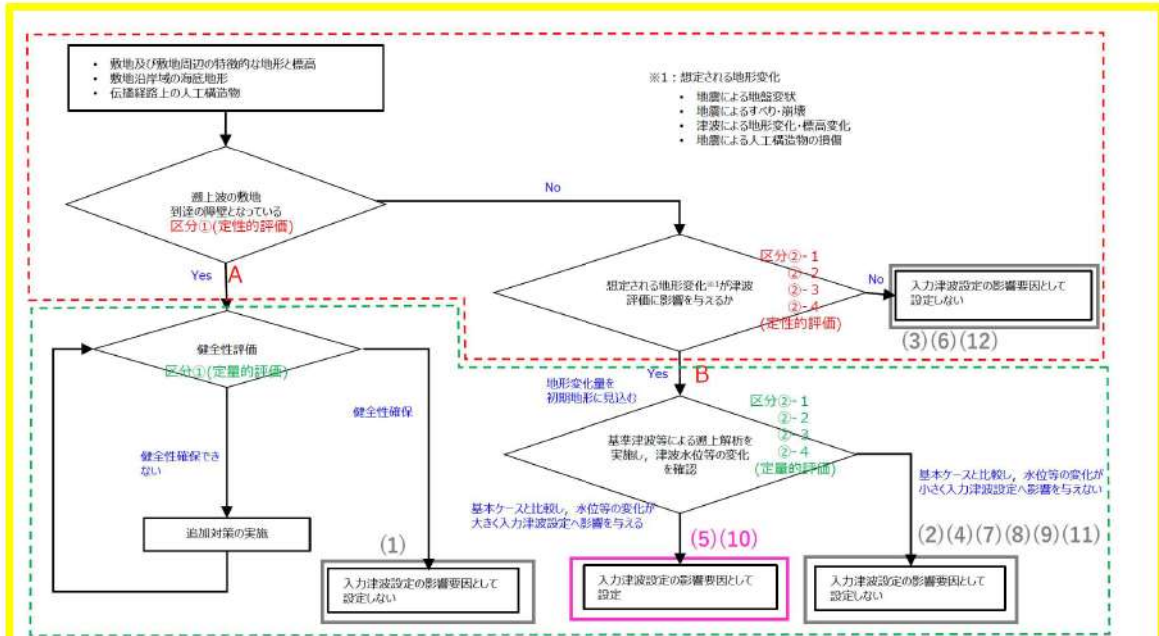 ・ 敷地及び敷地周辺の特徴的な地形と標高
・ 敷地沿岸域の海底地形
・ 伝播経路上の人工構造物
※1：想定される地形変化
・ 地震による地盤変状
・ 地震によるすべり・崩壊
・ 津波による地形変化・標高変化
・ 地震による人工構造物の損傷
遡上波の敷地
到達の障壁となっている
区分①(定性的評価)
No
Yes
A
想定される地形変化※1が津波
評価に影響を与えるか
区分②-1
②-2
②-3
②-4
(定性的評価)
No
入力津波設定の影響要因として
設定しない
(3)(6)(12)
健全性評価
区分①(定量的評価)
健全性確保
健全性確保でき
ない
追加対策の実施
(1)
入力津波設定の影響要因として
設定しない
Yes
B
地形変化量を
初期地形に見込む
基準津波等による遡上解析を
実施し，津波水位等の変化
を確認
区分②-1
②-2
②-3
②-4
(定量的評価)
基本ケースと比較し，水位等の変化が
大きく入力津波設定へ影響を与える
基本ケースと比較し，水位等の変化が
小さく入力津波設定へ影響を与えない
(5)(10)
入力津波設定の影響要因として
設定
(2)(4)(7)(8)(9)(11)
入力津波設定の影響要因として
設定しない